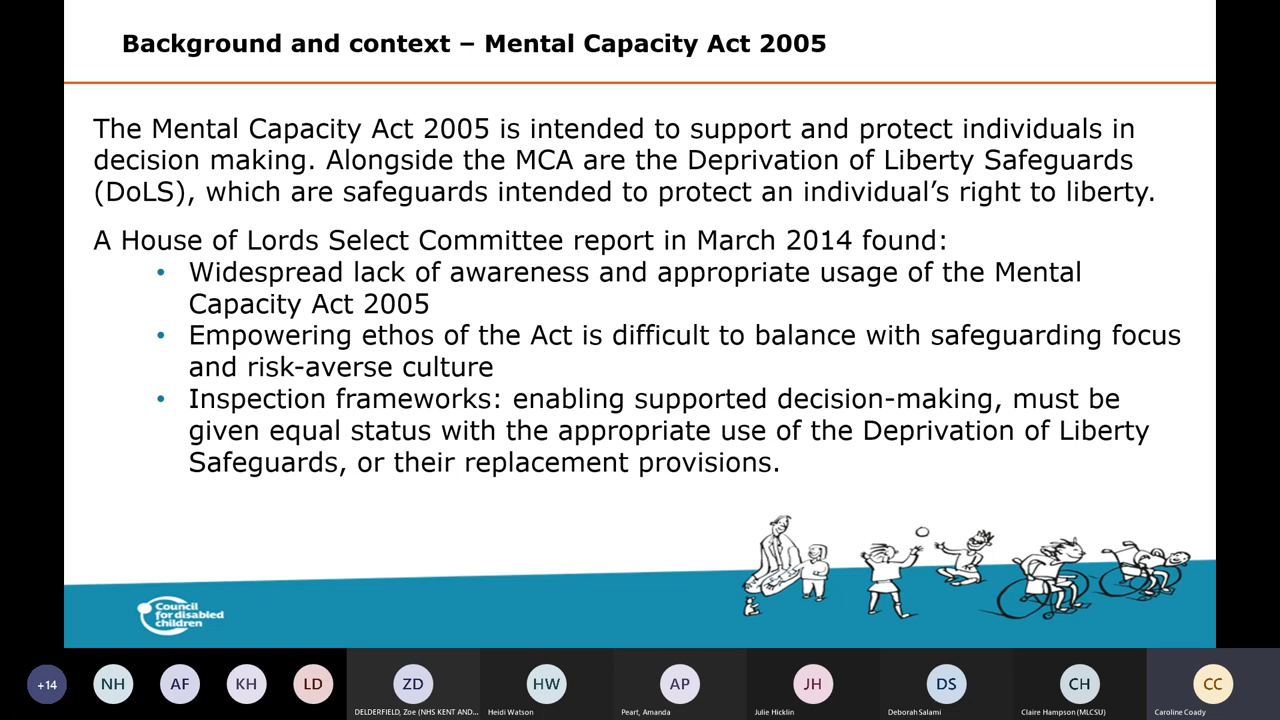 Background and context – Mental Capacity Act 2005
The Mental Capacity Act 2005 is intended to support and protect individuals in
decision making. Alongside the MCA are the Deprivation of Liberty Safeguards
(DoLS), which are safeguards intended to protect an individual’s right to liberty.
A House of Lords Select Committee report in March 2014 found:
• Widespread lack of awareness and appropriate usage of the Mental
Capacity Act 2005
• Empowering ethos of the Act is difficult to balance with safeguarding focus
and risk-averse culture
• Inspection frameworks: enabling supported decision-making, must be
given equal status with the appropriate use of the Deprivation of Liberty
Safeguards, or their replacement provisions.
Council
for disabled
children
+14 NH AF KH LD ZD HW AP JH DS CH CC
DELDERFIELD, Zoe (NHS KENT AND... Heidi Watson Peart, Amanda Julie Hicklin Deborah Salami Claire Hampson (MLCSU) Caroline Coady